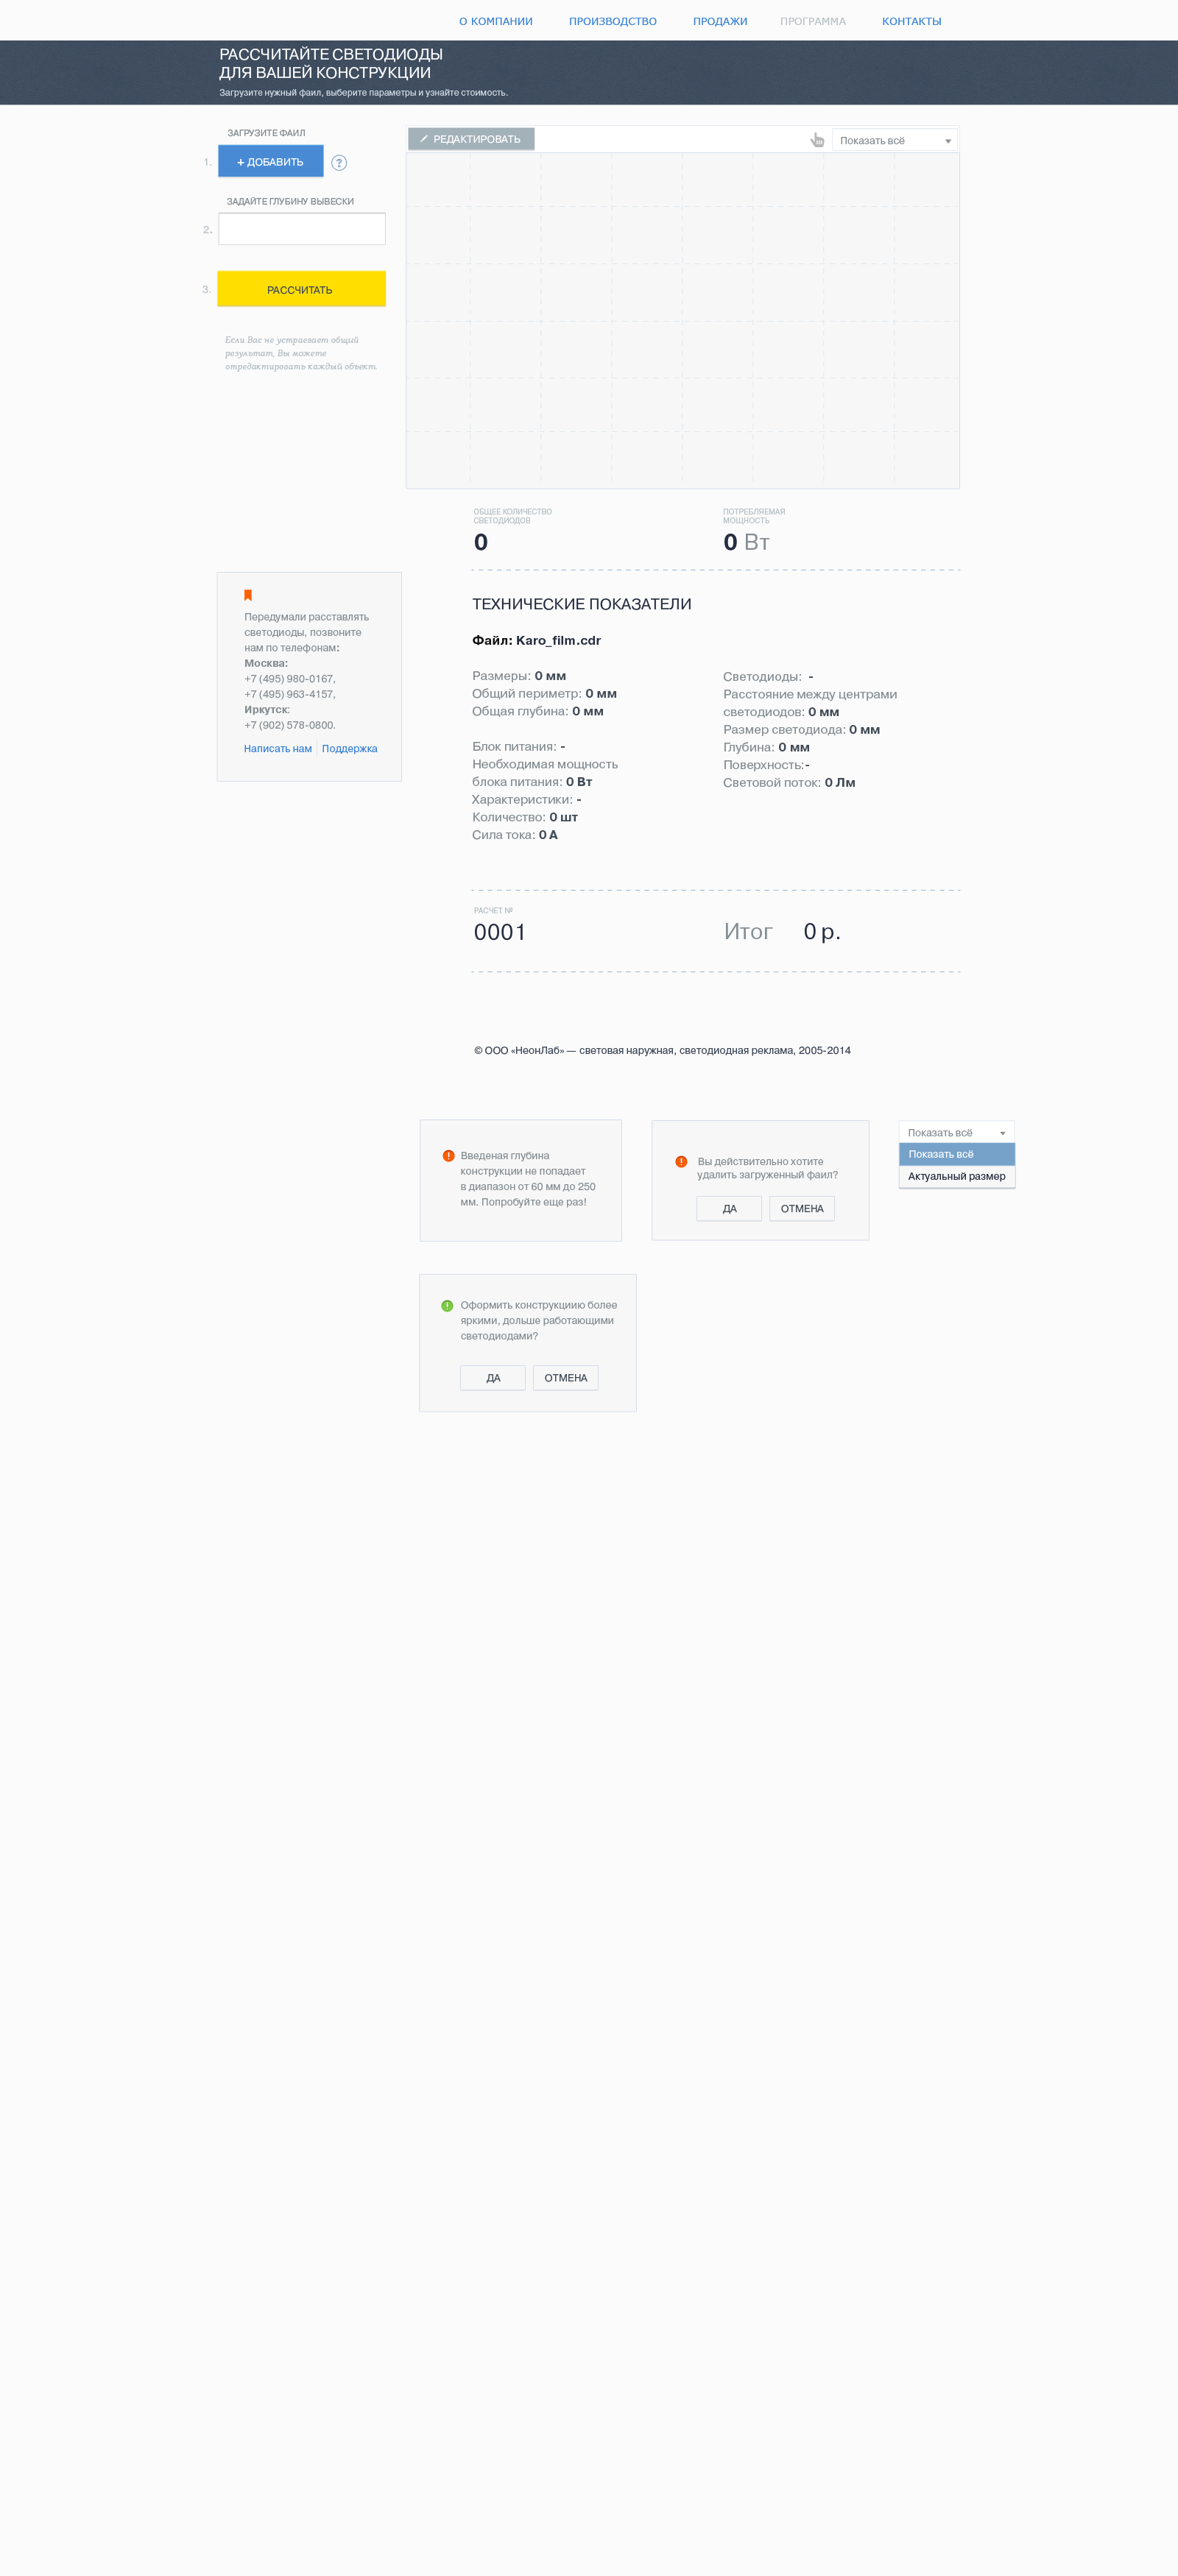 О КОМПАНИИ ПРОИЗВОДСТВО ПРОДАЖИ ПРОГРАММА КОНТАКТЫ
РАССЧИТАЙТЕ СВЕТОДИОДЫ
ДЛЯ ВАШЕЙ КОНСТРУКЦИИ
Загрузите нужный фаил, выберите параметры и узнайте стоимость.
ЗАГРУЗИТЕ ФАИЛ
1. + ДОБАВИТЬ ?
ЗАДАЙТЕ ГЛУБИНУ ВЫВЕСКИ
2.
3. РАССЧИТАТЬ
Если Вас не устраевает общий
результат, Вы можете
отредактировать каждый объект.
РЕДАКТИРОВАТЬ Показать всё
ОБЩЕЕ КОЛИЧЕСТВО
СВЕТОДИОДОВ
0
ПОТРЕБЛЯЕМАЯ
МОЩНОСТЬ
0 Вт
Передумали расставлять
светодиоды, позвоните
нам по телефонам:
Москва:
+7 (495) 980-0167,
+7 (495) 963-4157,
Иркутск:
+7 (902) 578-0800.
Написать нам Поддержка
ТЕХНИЧЕСКИЕ ПОКАЗАТЕЛИ
Файл: Karo_film.cdr
Размеры: 0 мм
Общий периметр: 0 мм
Общая глубина: 0 мм
Блок питания: -
Необходимая мощность
блока питания: 0 Вт
Характеристики: -
Количество: 0 шт
Сила тока: 0 А
Светодиоды: -
Расстояние между центрами
светодиодов: 0 мм
Размер светодиода: 0 мм
Глубина: 0 мм
Поверхность:-
Световой поток: 0 Лм
РАСЧЕТ №
0001
Итог 0 р.
© ООО «НеонЛаб» — световая наружная, светодиодная реклама, 2005-2014
Введеная глубина
конструкции не попадает
в диапазон от 60 мм до 250
мм. Попробуйте еще раз!
Вы действительно хотите
удалить загруженный фаил?
ДА ОТМЕНА
Показать всё
Показать всё
Актуальный размер
Оформить конструкциию более
яркими, дольше работающими
светодиодами?
ДА ОТМЕНА